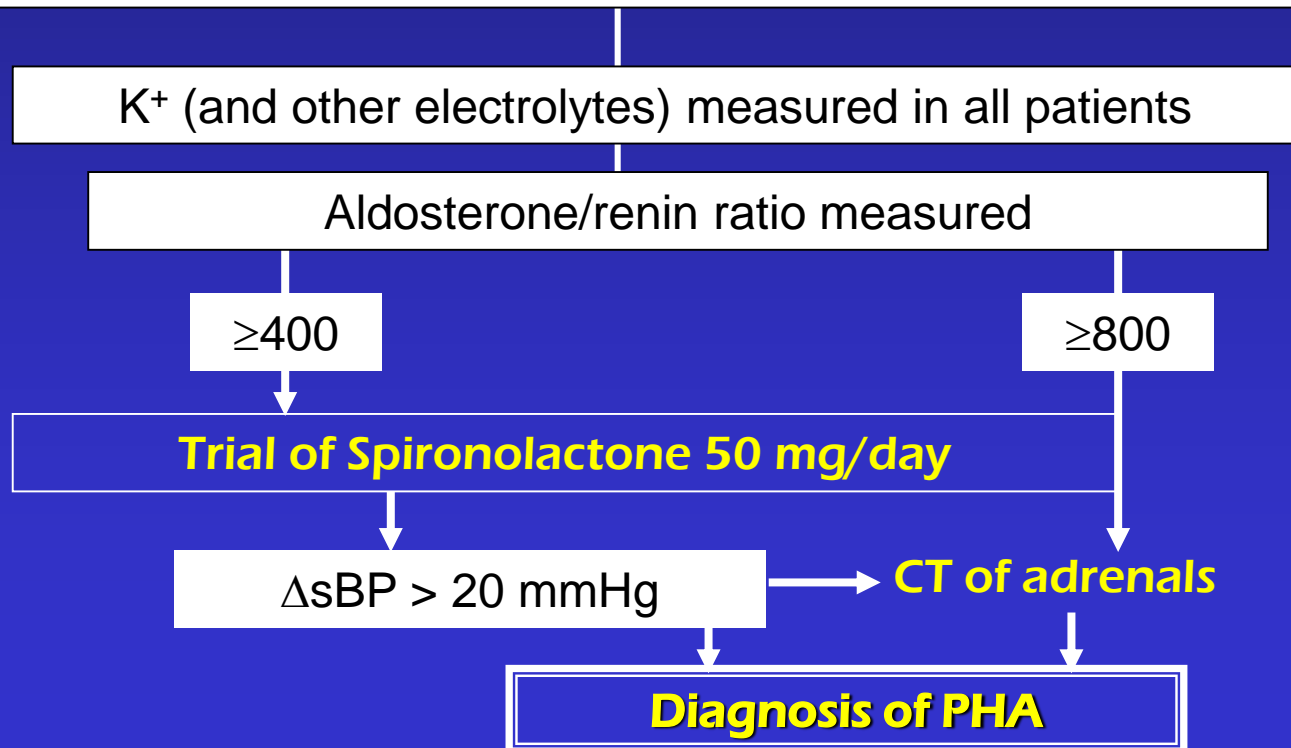 K⁺ (and other electrolytes) measured in all patients
Aldosterone/renin ratio measured
≥400
≥800
Trial of Spironolactone 50 mg/day
ΔsBP > 20 mmHg
CT of adrenals
Diagnosis of PHA